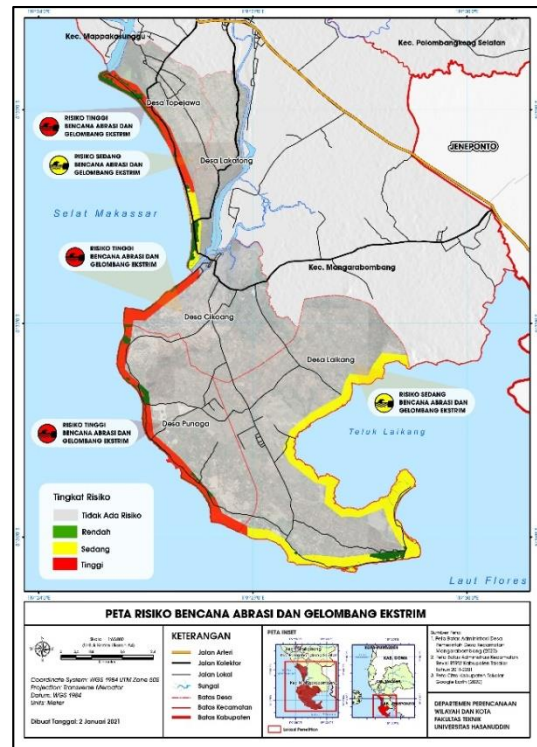 Kec. Mappakasunggu
Kec. Polombangkeng Selatan
Desa Topejawa
RISIKO TINGGI
BENCANA ABRASI DAN
GELOMBANG EKSTRIM
RISIKO SEDANG
BENCANA ABRASI DAN
GELOMBANG EKSTRIM
Desa Lakatong
JENEPONTO
Selat Makassar
RISIKO TINGGI
BENCANA ABRASI DAN
GELOMBANG EKSTRIM
Kec. Mangarabombang
Desa Cikoang
Desa Laikang
RISIKO SEDANG
BENCANA ABRASI DAN
GELOMBANG EKSTRIM
Teluk Laikang
Desa Punaga
RISIKO TINGGI
BENCANA ABRASI DAN
GELOMBANG EKSTRIM
Tingkat Risiko
Tidak Ada Risiko
Rendah
Sedang
Tinggi
Laut Flores
PETA RISIKO BENCANA ABRASI DAN GELOMBANG EKSTRIM
Coordinate System: WGS 1984 UTM Zone 50S
Projection: Transverse Mercator
Datum: WGS 1984
Units: Meter
Dibuat Tanggal: 2 Januari 2021
KETERANGAN
Jalan Arteri
Jalan Kolektor
Jalan Lokal
Sungai
Batas Desa
Batas Kecamatan
Batas Kabupaten
PETA INSET
Lokasi Penelitian
Sumber Peta:
DEPARTEMEN PERENCANAAN
WILAYAH DAN KOTA
FAKULTAS TEKNIK
UNIVERSITAS HASANUDDIN